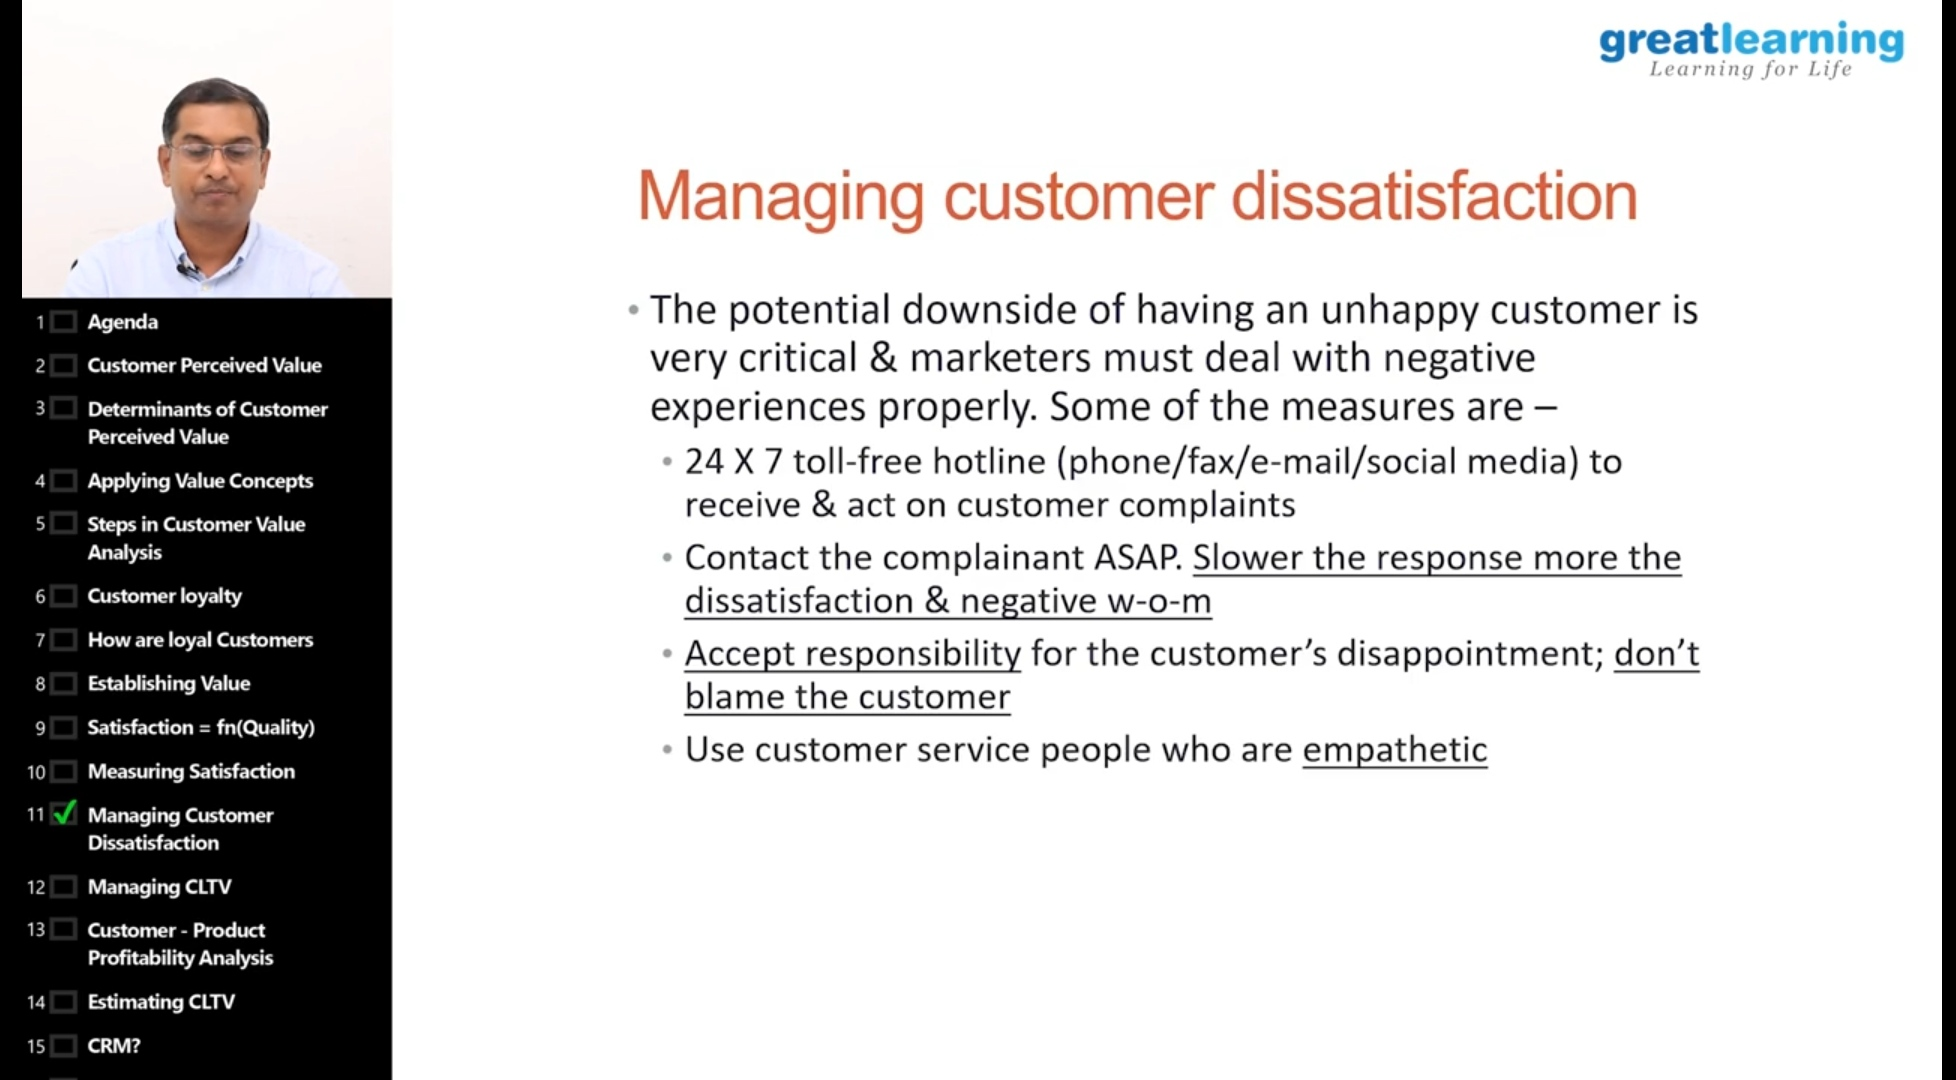 greatlearning
Learning for Life
Managing customer dissatisfaction
• The potential downside of having an unhappy customer is
very critical & marketers must deal with negative
experiences properly. Some of the measures are –
• 24 X 7 toll-free hotline (phone/fax/e-mail/social media) to
receive & act on customer complaints
• Contact the complainant ASAP. Slower the response more the
dissatisfaction & negative w-o-m
• Accept responsibility for the customer’s disappointment; don’t
blame the customer
• Use customer service people who are empathetic
1 Agenda
2 Customer Perceived Value
3 Determinants of Customer
Perceived Value
4 Applying Value Concepts
5 Steps in Customer Value
Analysis
6 Customer loyalty
7 How are loyal Customers
8 Establishing Value
9 Satisfaction = fn(Quality)
10 Measuring Satisfaction
11 Managing Customer
Dissatisfaction
12 Managing CLTV
13 Customer - Product
Profitability Analysis
14 Estimating CLTV
15 CRM?